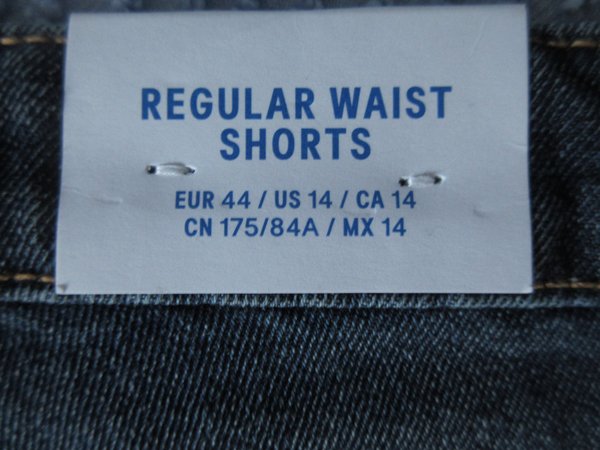 REGULAR WAIST
SHORTS
EUR 44 / US 14 / CA 14
CN 175/84A / MX 14